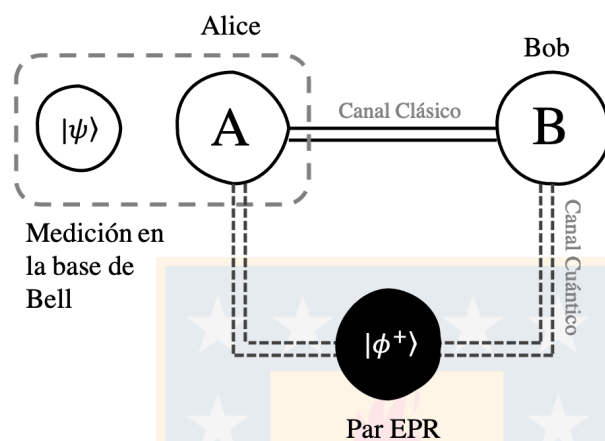 Alice
Bob
Canal Clásico
|ψ⟩
A
B
Medición en
la base de
Bell
Canal Cuántico
|ϕ⁺⟩
Par EPR